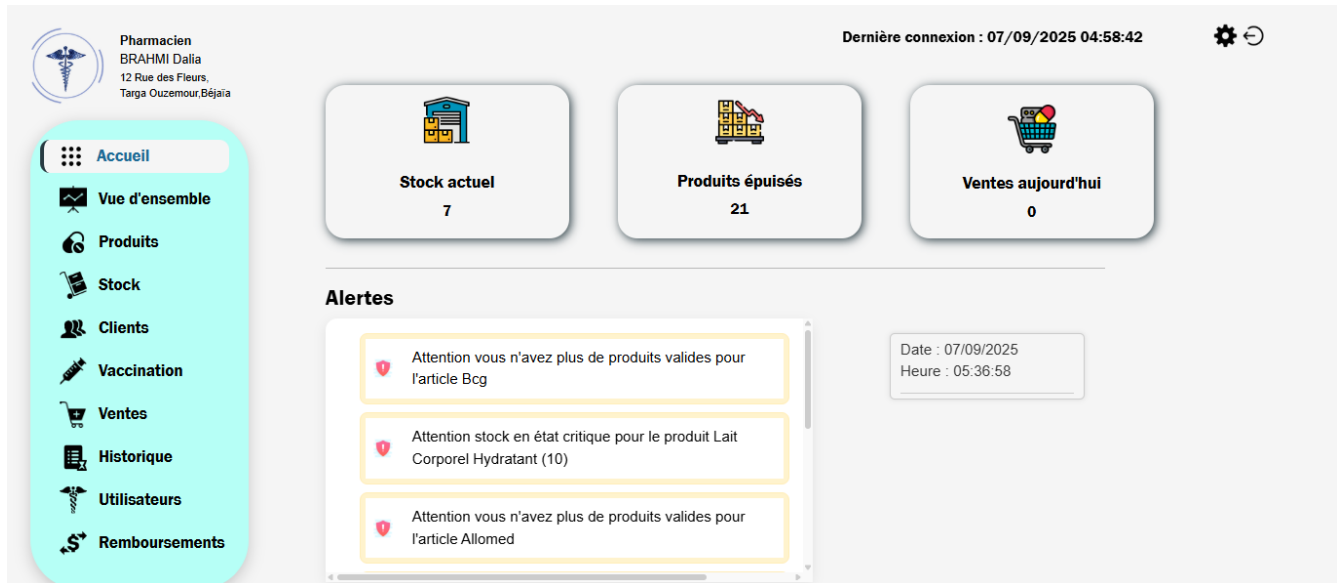 Pharmacien
BRAHMI Dalia
12 Rue des Fleurs,
Targa Ouzemour,Béjaïa
Dernière connexion : 07/09/2025 04:58:42
Accueil
Vue d'ensemble
Produits
Stock
Clients
Vaccination
Ventes
Historique
Utilisateurs
Remboursements
Stock actuel
7
Produits épuisés
21
Ventes aujourd'hui
0
Alertes
Attention vous n'avez plus de produits valides pour
l'article Bcg
Attention stock en état critique pour le produit Lait
Corporel Hydratant (10)
Attention vous n'avez plus de produits valides pour
l'article Allomed
Date : 07/09/2025
Heure : 05:36:58